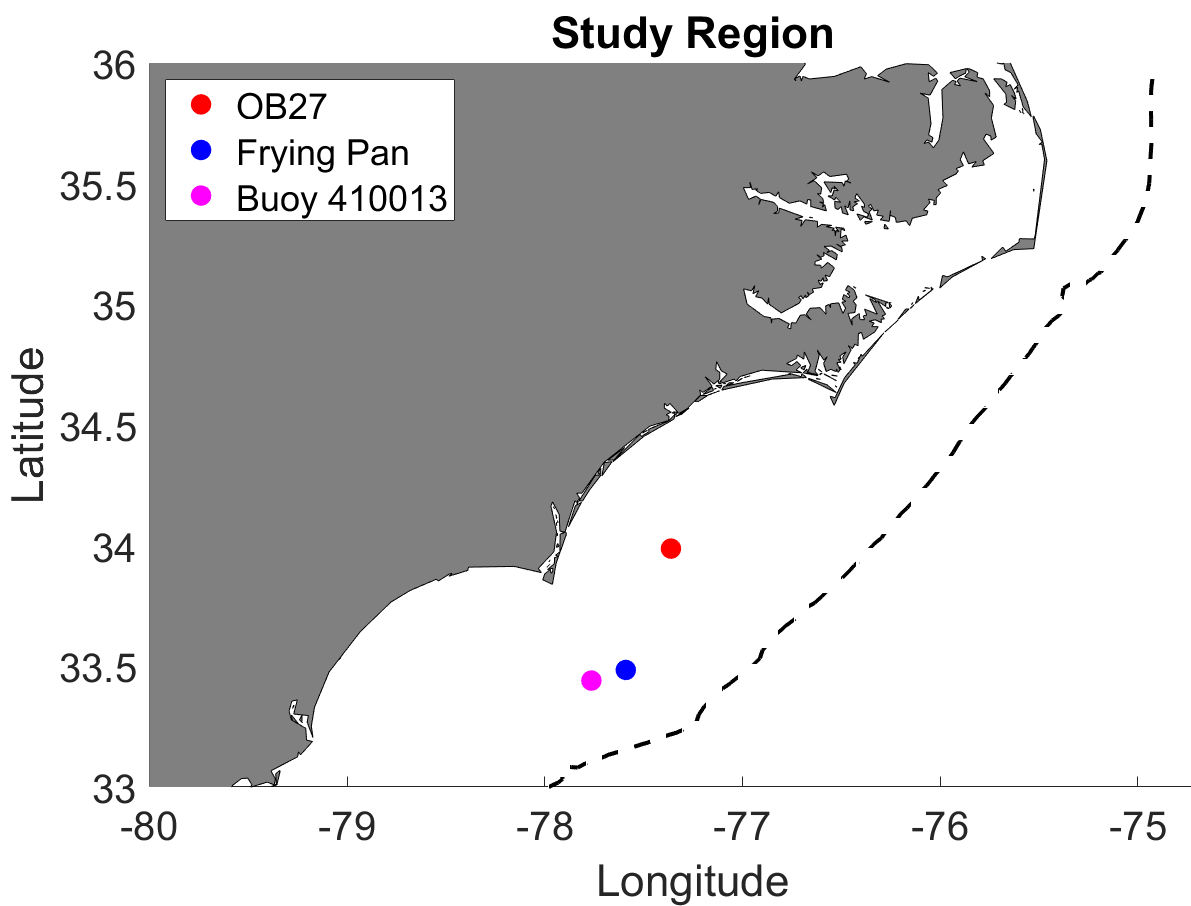 Study Region
36
35.5
35
34.5
34
33.5
33
Latitude
OB27
Frying Pan
Buoy 410013
-80 -79 -78 -77 -76 -75
Longitude